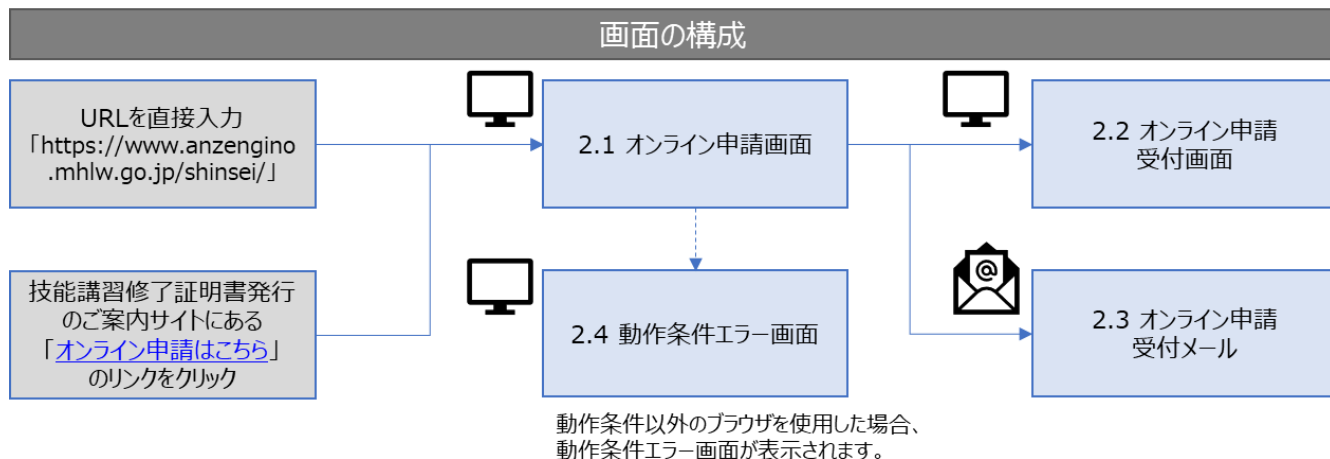 画面の構成
URLを直接入力
「https://www.anzengino
.mhlw.go.jp/shinsei/」
2.1 オンライン申請画面
2.2 オンライン申請
受付画面
技能講習修了証明書発行
のご案内サイトにある
「オンライン申請はこちら」
のリンクをクリック
2.4 動作条件エラー画面
@
2.3 オンライン申請
受付メール
動作条件以外のブラウザを使用した場合、
動作条件エラー画面が表示されます。